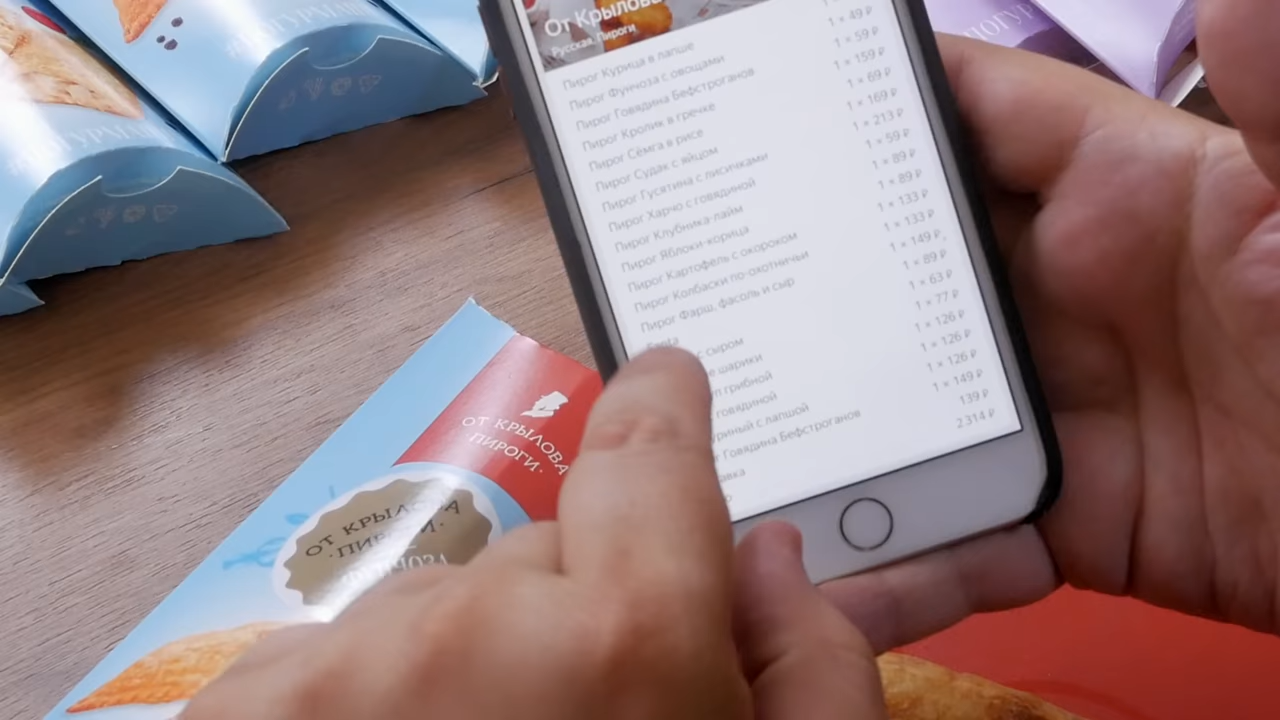 От Крылова
Русская, Пироги
Пирог Курица в лапше
1 × 49 ₽
Пирог Фунчоза с овощами
1 × 59 ₽
Пирог Говядина Бефстроганов
1 × 159 ₽
Пирог Кролик в гречке
1 × 69 ₽
Пирог Сёмга в рисе
1 × 169 ₽
Пирог Судак с яйцом
1 × 213 ₽
Пирог Гусятина с лисичками
1 × 59 ₽
Пирог Харчо с говядиной
1 × 89 ₽
Пирог Клубника-лайм
1 × 89 ₽
Пирог Яблоки-корица
1 × 133 ₽
Пирог Картофель с окороком
1 × 133 ₽
Пирог Колбаски по-охотничьи
1 × 149 ₽
Пирог Фарш, фасоль и сыр
1 × 89 ₽
1 × 63 ₽
с сыром
1 × 77 ₽
шарики
1 × 126 ₽
грибной
1 × 126 ₽
говядиной
1 × 126 ₽
с лапшой
1 × 149 ₽
Говядина Бефстроганов
139 ₽
2 314 ₽
ОТ КРЫЛОВА
ПИРОГИ
ОТ КРЫЛОВА
ПИРОГИ